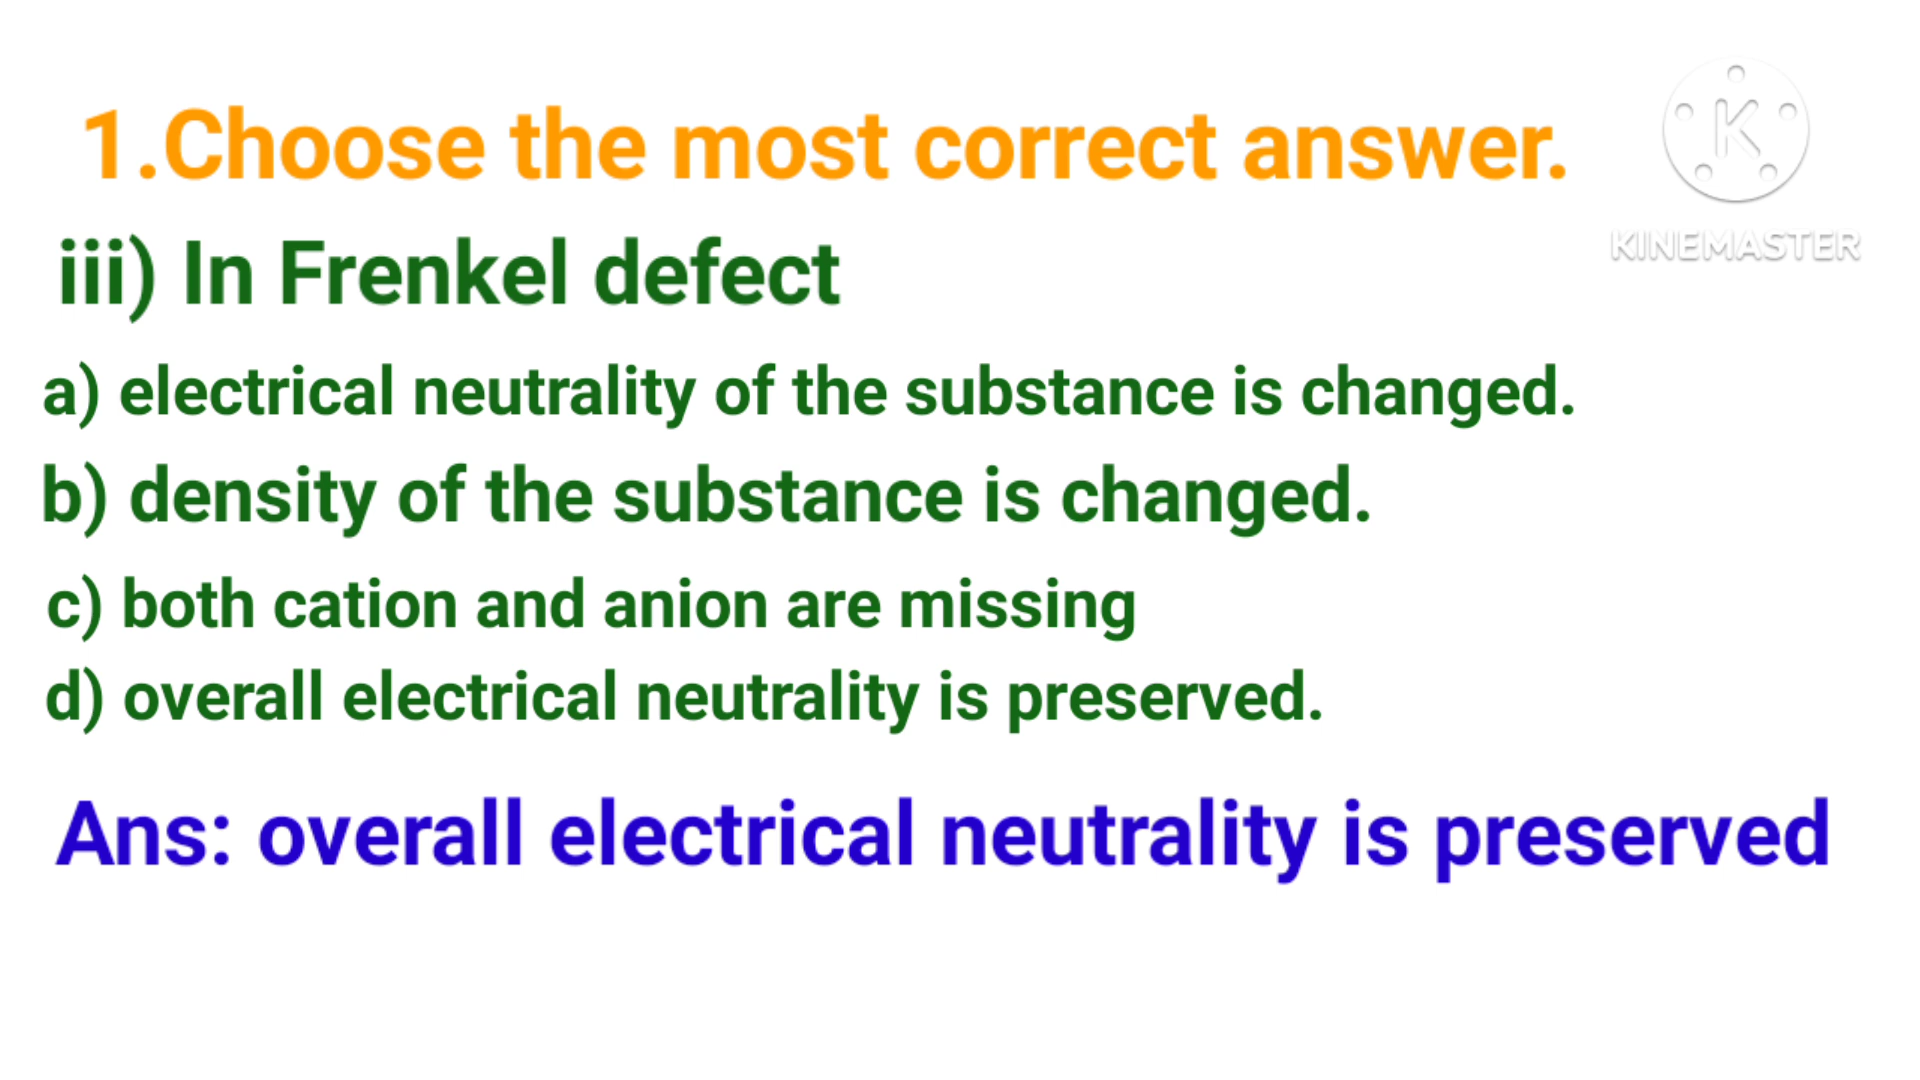 1.Choose the most correct answer.
K
KINEMASTER
iii) In Frenkel defect
a) electrical neutrality of the substance is changed.
b) density of the substance is changed.
c) both cation and anion are missing
d) overall electrical neutrality is preserved.
Ans: overall electrical neutrality is preserved